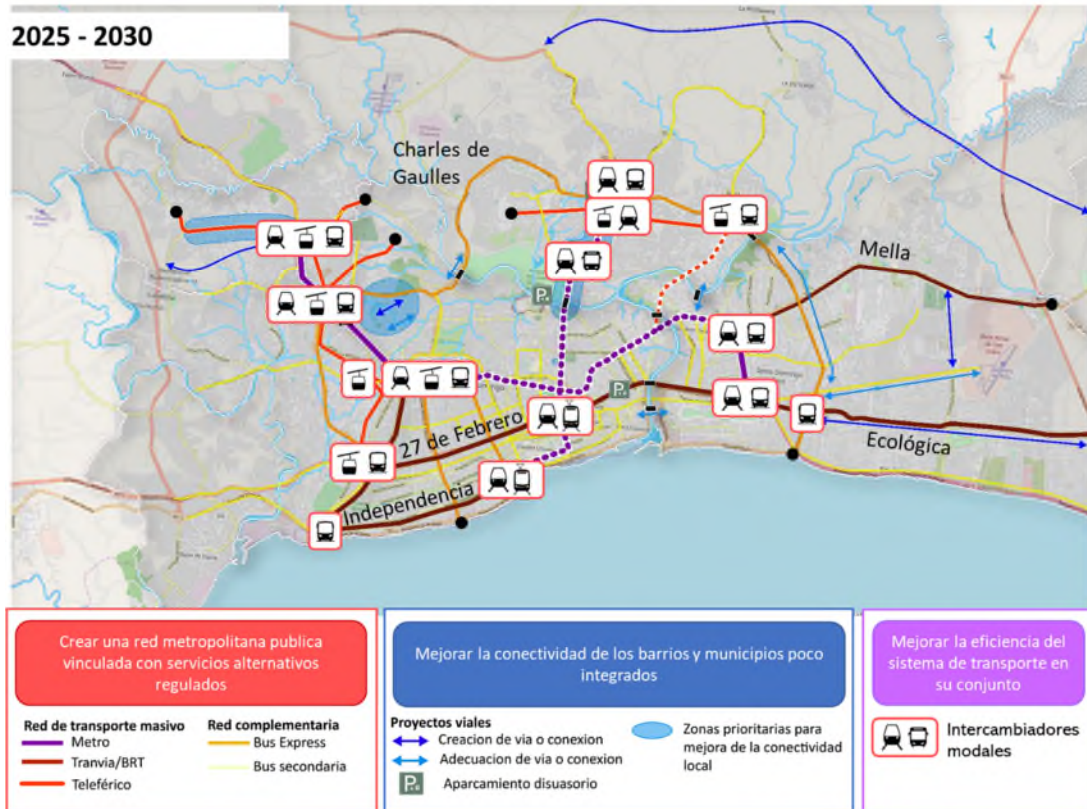 2025 - 2030
Charles de
Gaulles
Mella
27 de Febrero
Independencia
Ecológica
Crear una red metropolitana publica
vinculada con servicios alternativos
regulados
Red de transporte masivo
Metro
Tranvia/BRT
Teleférico
Red complementaria
Bus Express
Bus secondaria
Mejorar la conectividad de los barrios y municipios poco
integrados
Proyectos viales
Creacion de via o conexion
Adecuacion de via o conexion
Aparcamiento disuasorio
Zonas prioritarias para
mejora de la conectividad
local
Mejorar la eficiencia del
sistema de transporte en
su conjunto
Intercambiadores
modales